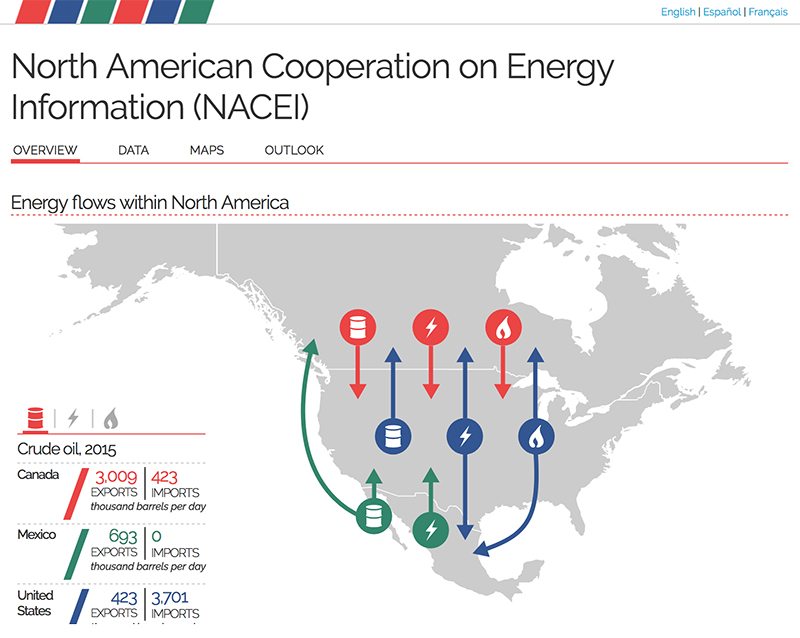 English | Español | Français
North American Cooperation on Energy
Information (NACEI)
OVERVIEW DATA MAPS OUTLOOK
Energy flows within North America
Crude oil, 2015
Canada 3,009 423
EXPORTS IMPORTS
thousand barrels per day
Mexico 693 0
EXPORTS IMPORTS
thousand barrels per day
United 423 3,701
States EXPORTS IMPORTS